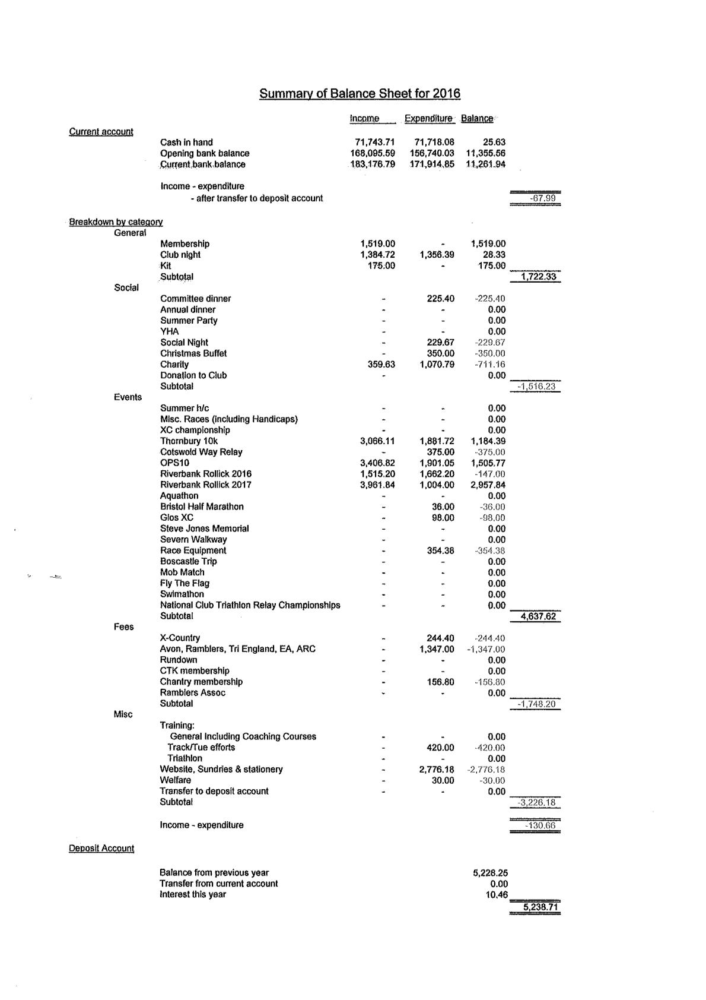 Summary of Balance Sheet for 2016
Income Expenditure Balance
Current account
Cash in hand 71,743.71 71,718.08 25.63
Opening bank balance 168,095.59 156,740.03 11,355.56
Current bank balance 183,176.79 171,914.85 11,261.94
Income - expenditure
- after transfer to deposit account -67.99
Breakdown by category
General
Membership 1,519.00 - 1,519.00
Club night 1,384.72 1,356.39 28.33
Kit 175.00 - 175.00
Subtotal 1,722.33
Social
Committee dinner - 225.40 -225.40
Annual dinner - - 0.00
Summer Party - - 0.00
YHA - - 0.00
Social Night - 229.67 -229.67
Christmas Buffet - 350.00 -350.00
Charity 359.63 1,070.79 -711.16
Donation to Club - 0.00
Subtotal -1,516.23
Events
Summer h/c - - 0.00
Misc. Races (including Handicaps) - - 0.00
XC championship - - 0.00
Thornbury 10k 3,066.11 1,881.72 1,184.39
Cotswold Way Relay - 375.00 -375.00
OPS10 3,406.82 1,901.05 1,505.77
Riverbank Rollick 2016 1,515.20 1,662.20 -147.00
Riverbank Rollick 2017 3,961.84 1,004.00 2,957.84
Aquathon - - 0.00
Bristol Half Marathon - 36.00 -36.00
Glos XC - 98.00 -98.00
Steve Jones Memorial - - 0.00
Severn Walkway - - 0.00
Race Equipment - 354.38 -354.38
Boscastle Trip - - 0.00
Mob Match - - 0.00
Fly The Flag - - 0.00
Swimathon - - 0.00
National Club Triathlon Relay Championships - - 0.00
Subtotal 4,637.62
Fees
X-Country - 244.40 -244.40
Avon, Ramblers, Tri England, EA, ARC - 1,347.00 -1,347.00
Rundown - - 0.00
CTK membership - - 0.00
Chantry membership - 156.80 -156.80
Ramblers Assoc - - 0.00
Subtotal -1,748.20
Misc
Training:
General Including Coaching Courses - - 0.00
Track/Tue efforts - 420.00 -420.00
Triathlon - - 0.00
Website, Sundries & stationery - 2,776.18 -2,776.18
Welfare - 30.00 -30.00
Transfer to deposit account - - 0.00
Subtotal -3,226.18
Income - expenditure -130.66
Deposit Account
Balance from previous year 5,228.25
Transfer from current account 0.00
Interest this year 10.46
5,238.71